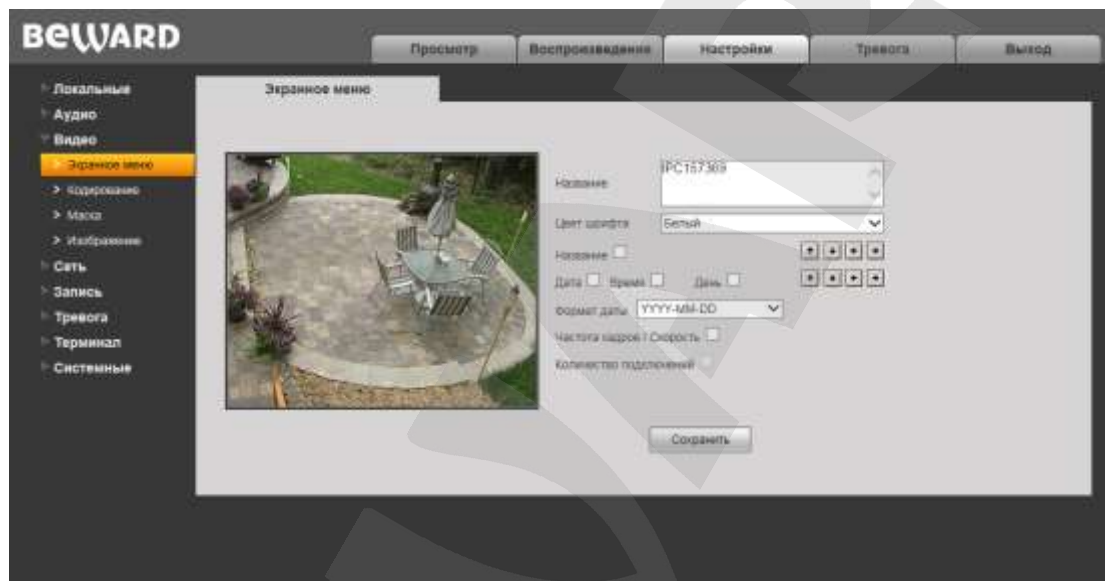 BEWARD
Просмотр Воспроизведение Настройки Тревога Выход
Локальные
Аудио
Видео
Экранное меню
Кодирование
Маска
Изображение
Сеть
Запись
Тревога
Терминал
Системные
Экранное меню
Название IPC157369
Цвет шрифта Белый
Название
Дата Время День
Формат даты YYYY-MM-DD
Частота кадров / Скорость
Количество подключений
Сохранить